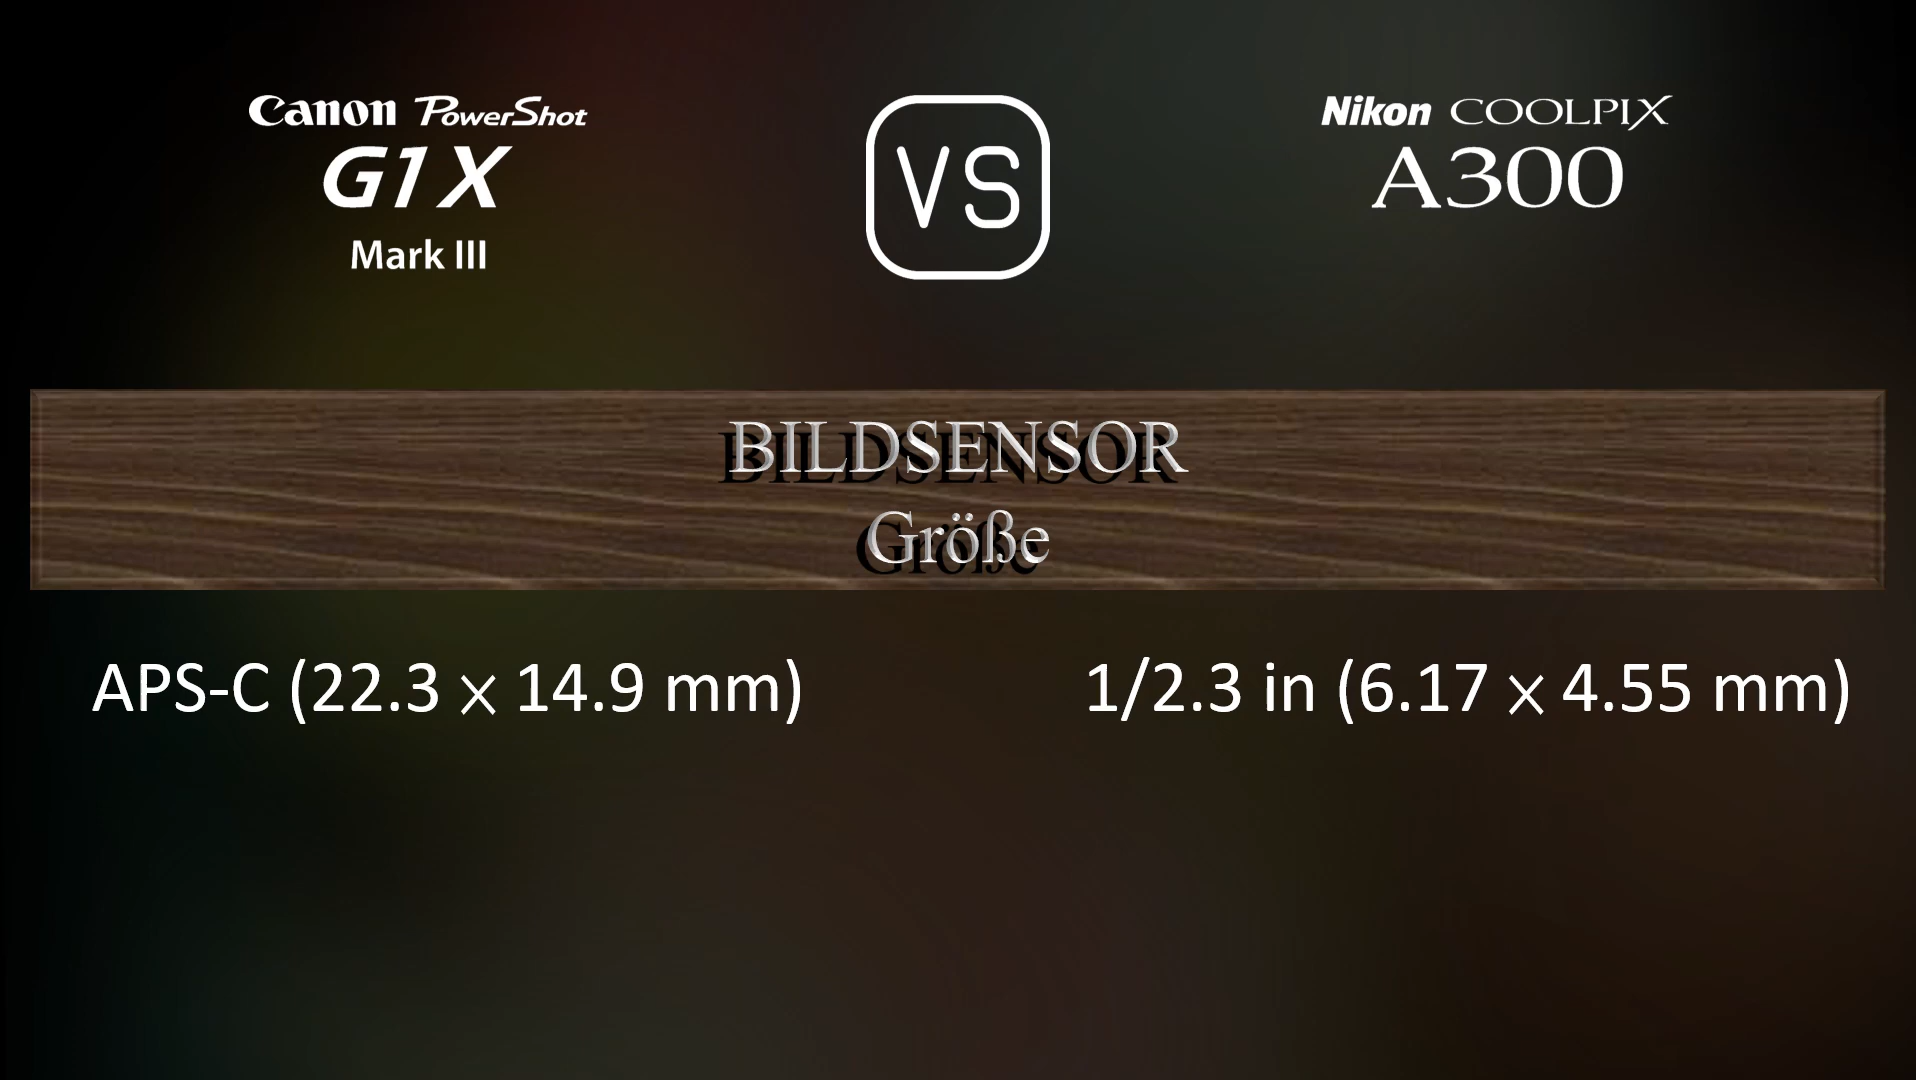 Canon PowerShot
G1 X
Mark III
VS
Nikon COOLPIX
A300
BILDSENSOR
Größe
APS-C (22.3 x 14.9 mm)
1/2.3 in (6.17 x 4.55 mm)